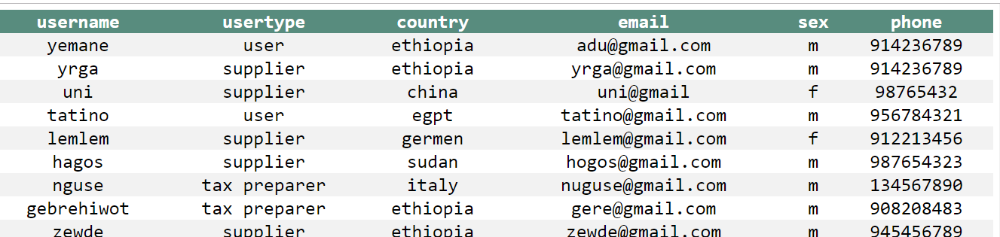 username usertype country email sex phone
yemane user ethiopia adu@gmail.com m 914236789
yrga supplier ethiopia yrga@gmail.com m 914236789
uni supplier china uni@gmail f 98765432
tatino user egpt tatino@gmail.com m 956784321
lemlem supplier germen lemlem@gmail.com f 912213456
hagos supplier sudan hogos@gmail.com m 987654323
nguse tax preparer italy nuguse@gmail.com m 134567890
gebrehiwot tax preparer ethiopia gere@gmail.com m 908208483
zewde supplier ethiopia zewde@gmail.com m 945456789